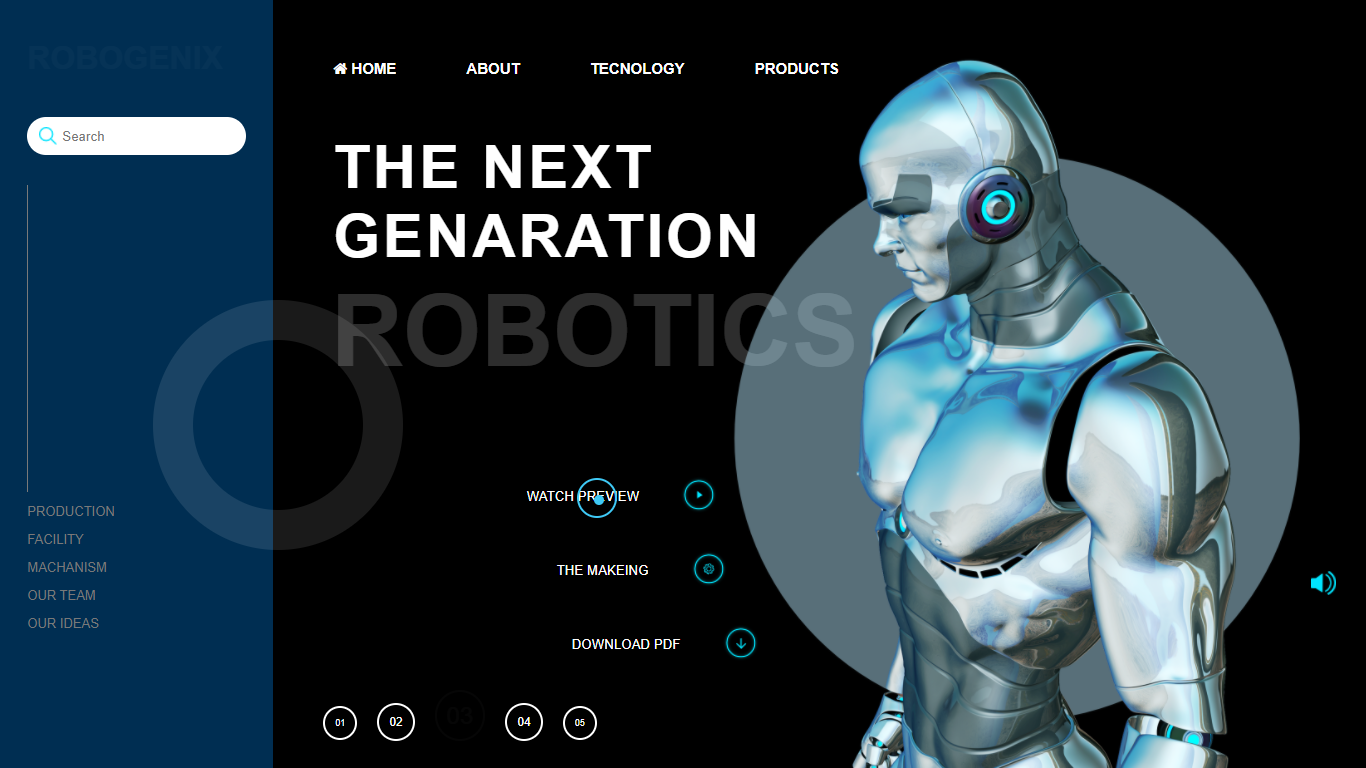 ROBOGENIX
Search
PRODUCTION
FACILITY
MACHANISM
OUR TEAM
OUR IDEAS
HOME ABOUT TECNOLOGY PRODUCTS
THE NEXT
GENARATION
ROBOTICS
WATCH PREVIEW
THE MAKEING
DOWNLOAD PDF
01 02 03 04 05